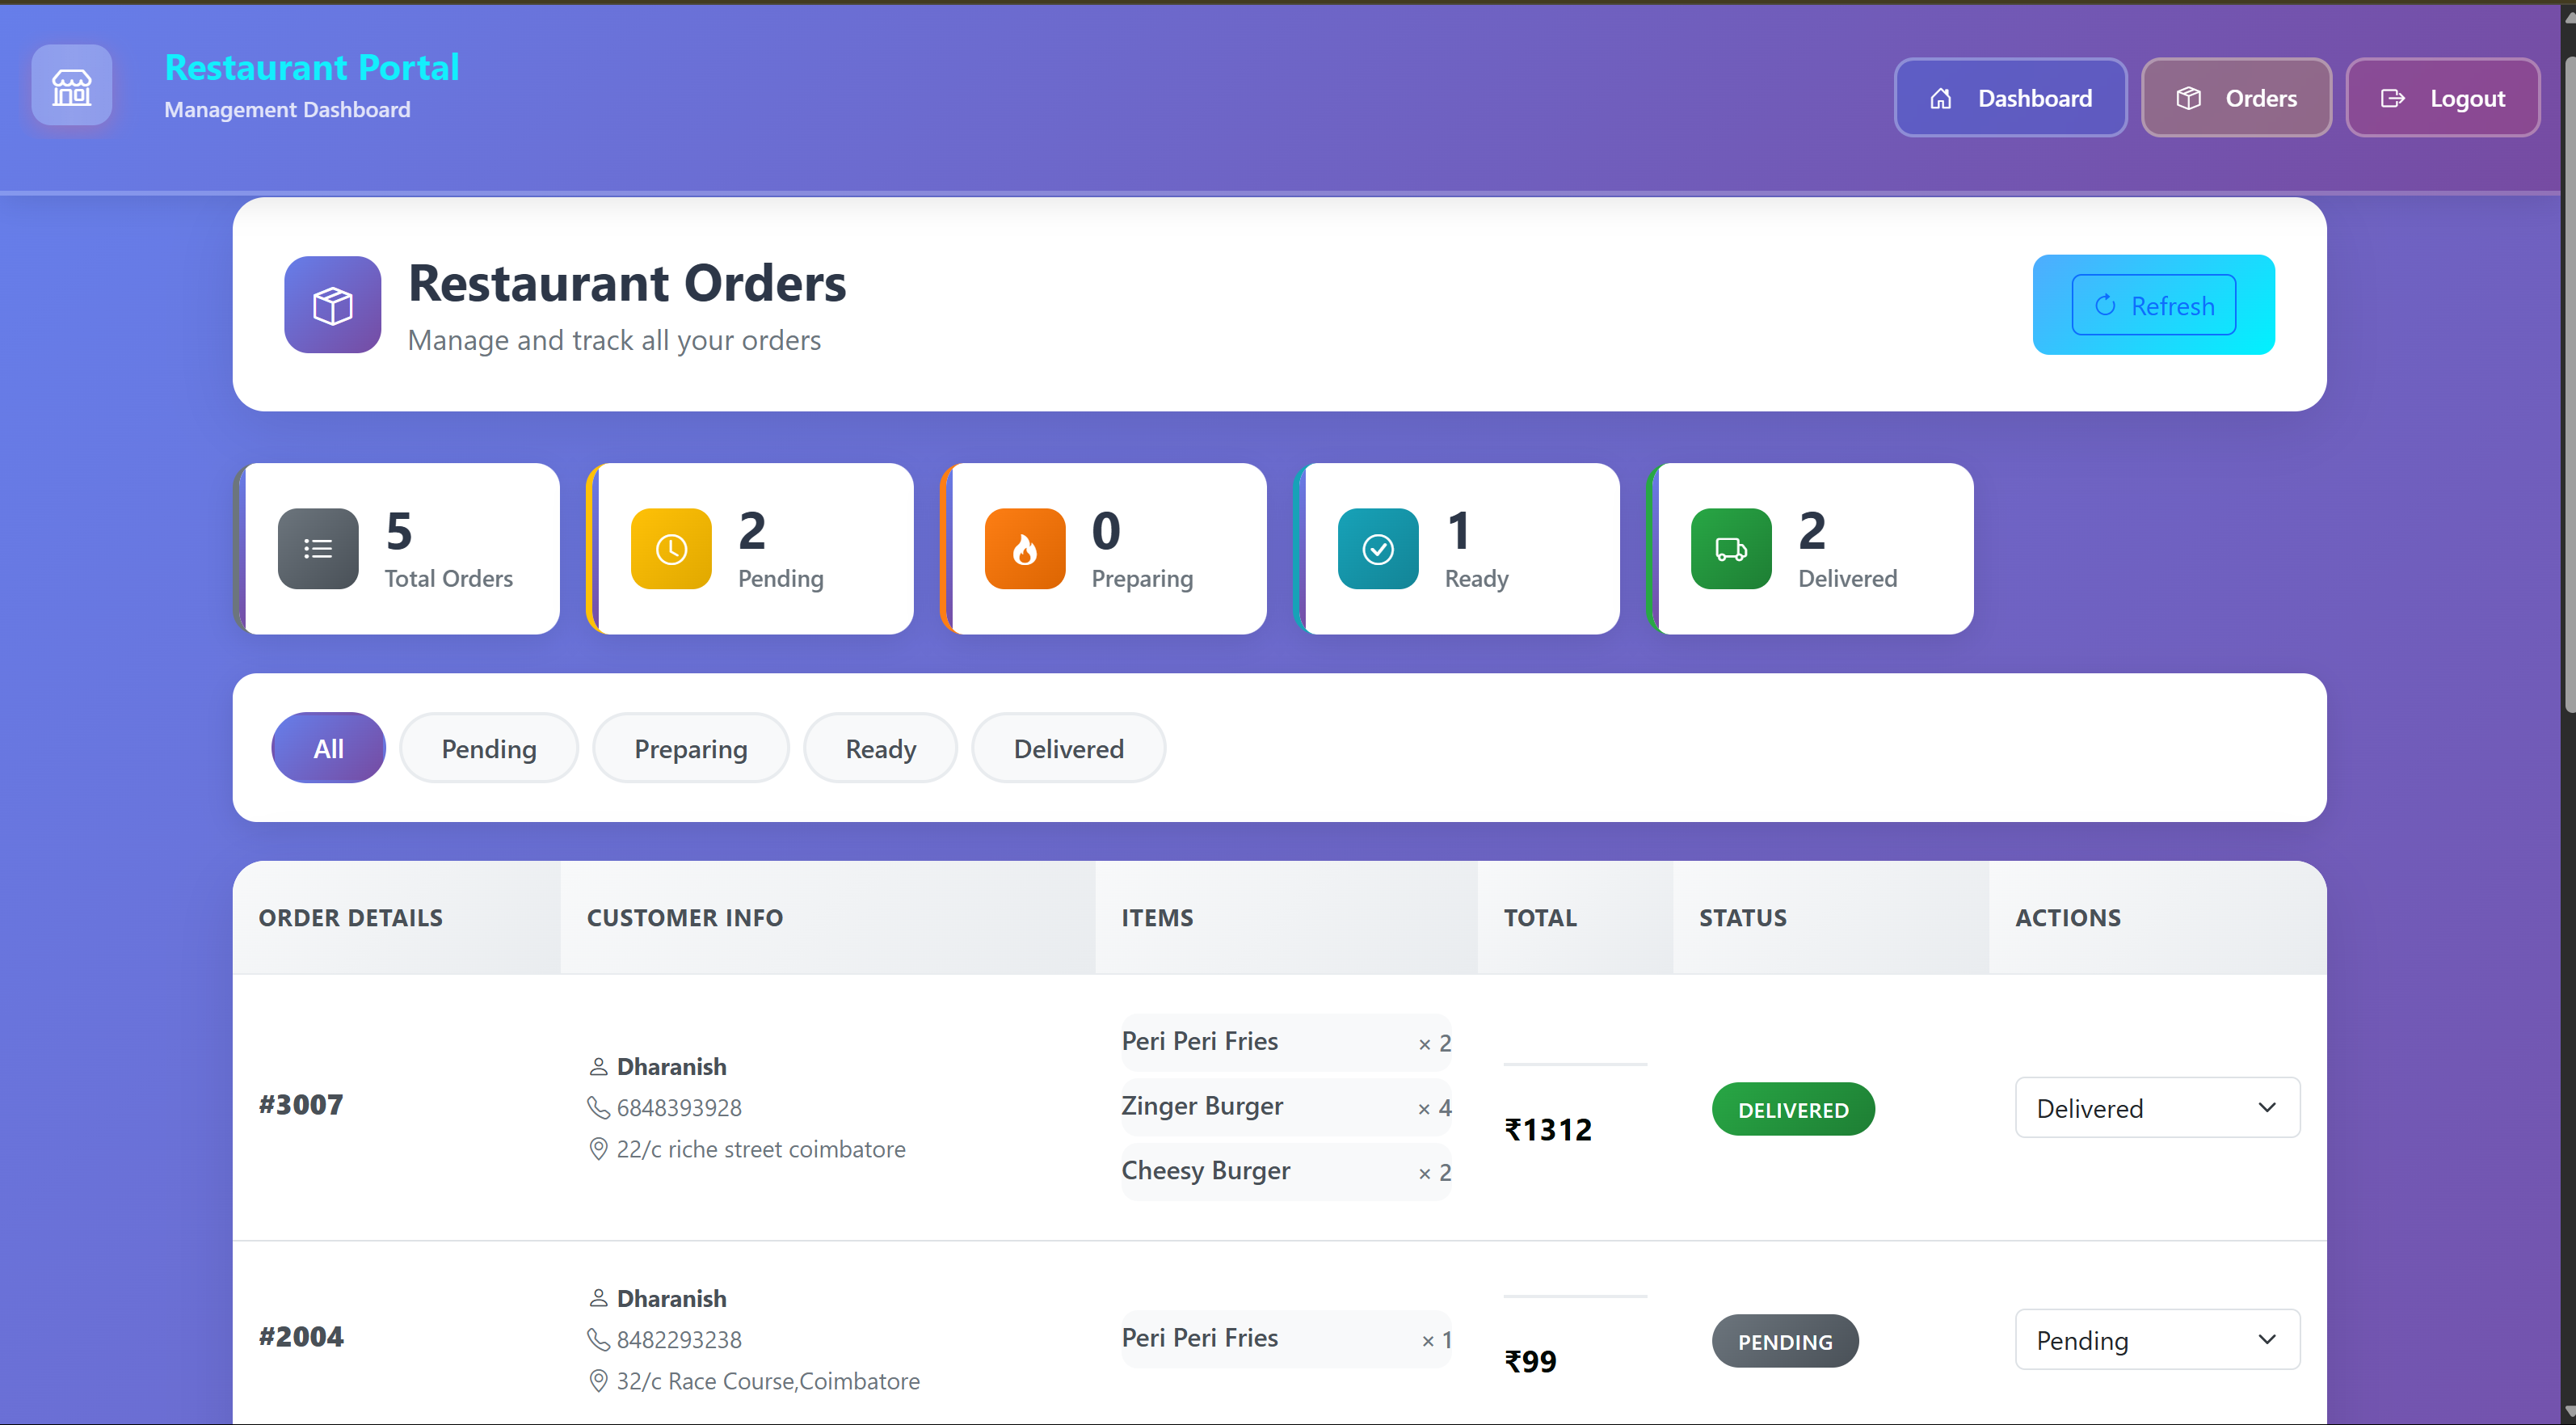 Restaurant Portal
Management Dashboard
Dashboard
Orders
Logout
Restaurant Orders
Manage and track all your orders
Refresh
5
Total Orders
2
Pending
0
Preparing
1
Ready
2
Delivered
All
Pending
Preparing
Ready
Delivered
ORDER DETAILS
CUSTOMER INFO
ITEMS
TOTAL
STATUS
ACTIONS
#3007
Dharanish
6848393928
22/c riche street coimbatore
Peri Peri Fries × 2
Zinger Burger × 4
Cheesy Burger × 2
₹1312
DELIVERED
Delivered
#2004
Dharanish
8482293238
32/c Race Course,Coimbatore
Peri Peri Fries × 1
₹99
PENDING
Pending